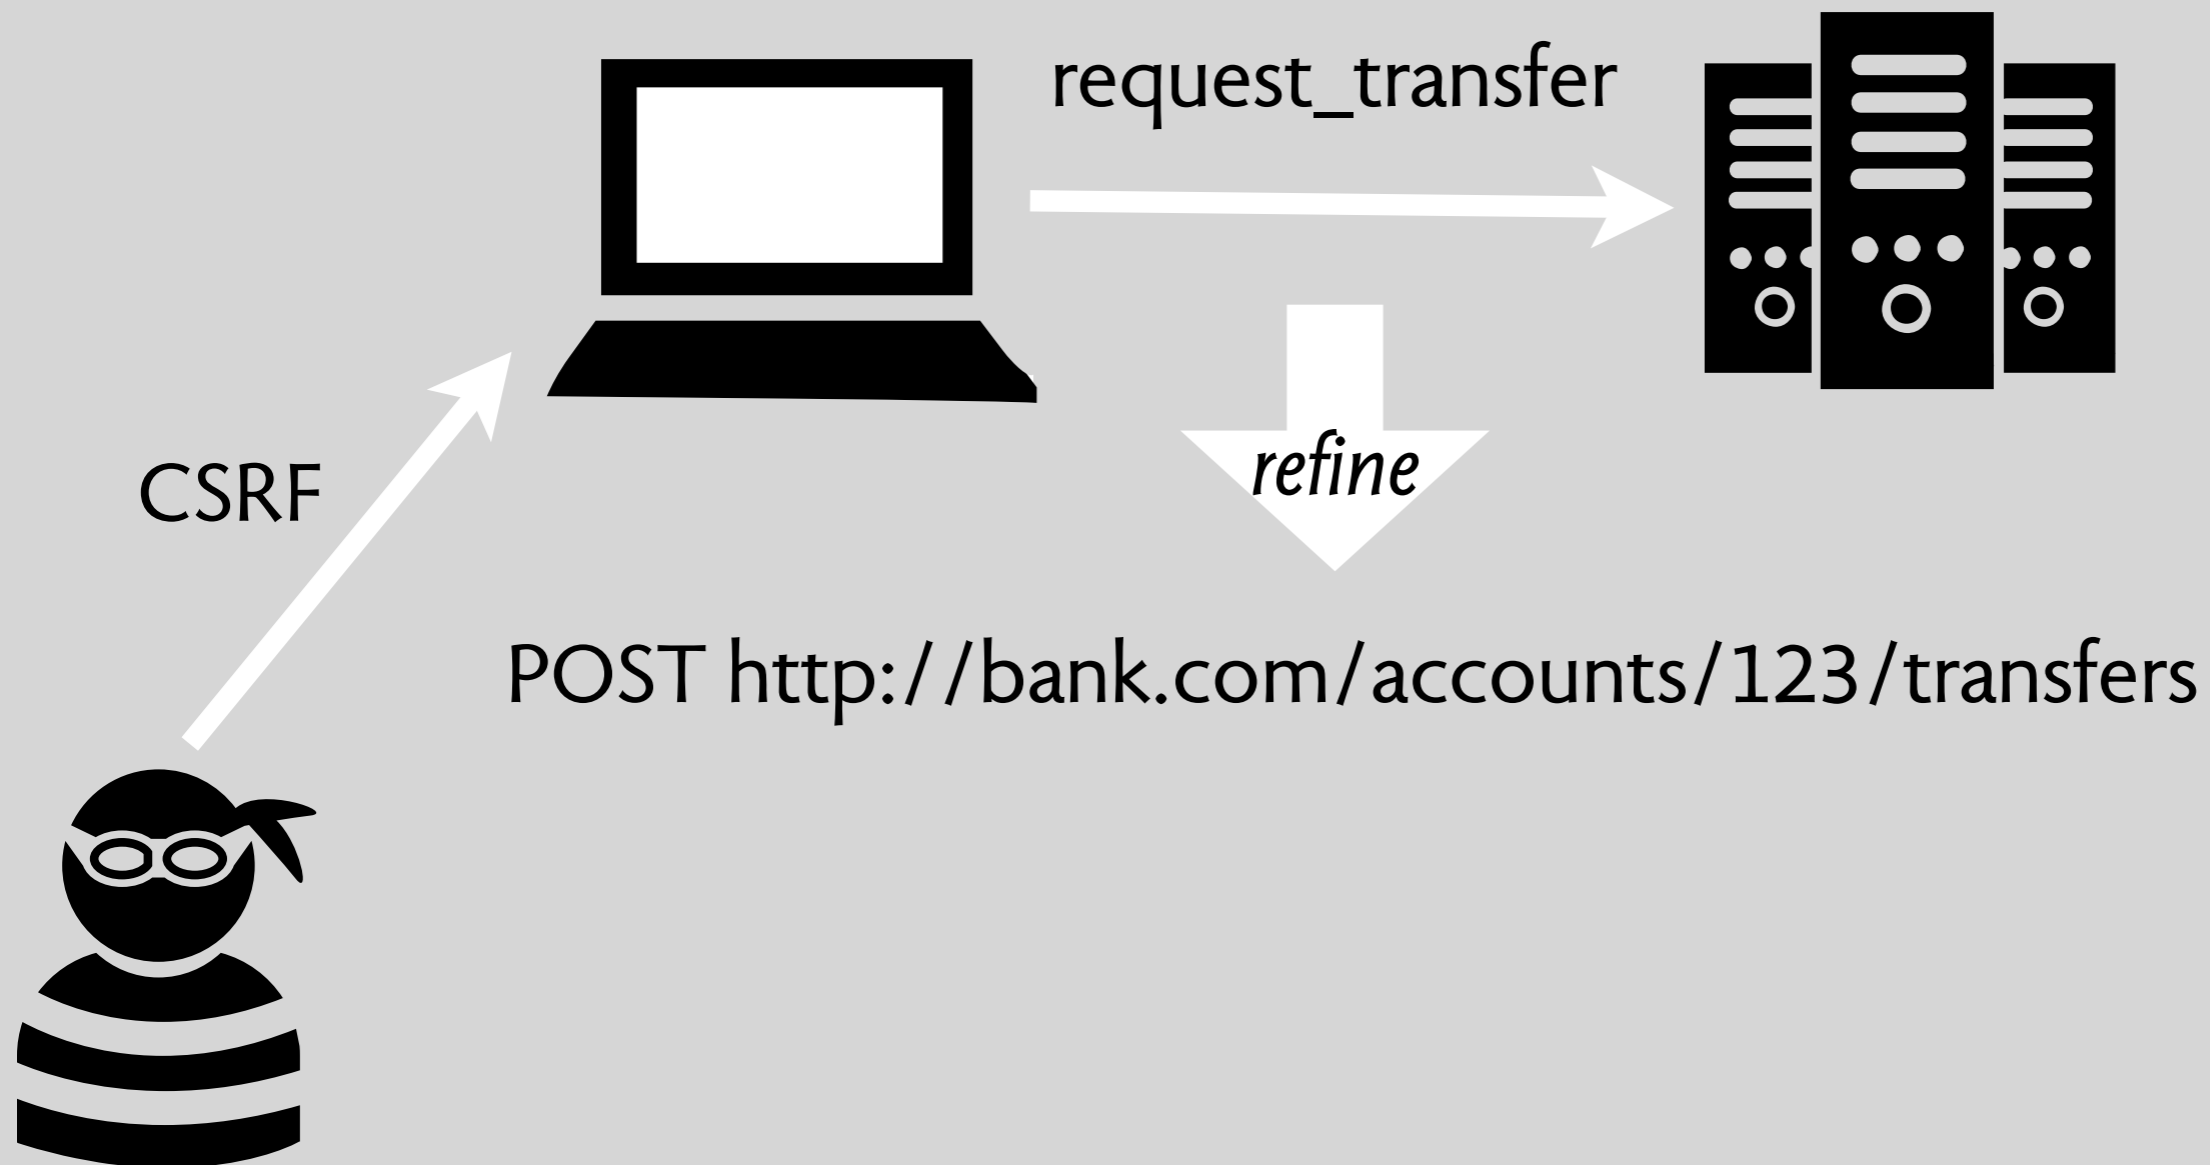 request_transfer
CSRF
refine
POST http://bank.com/accounts/123/transfers